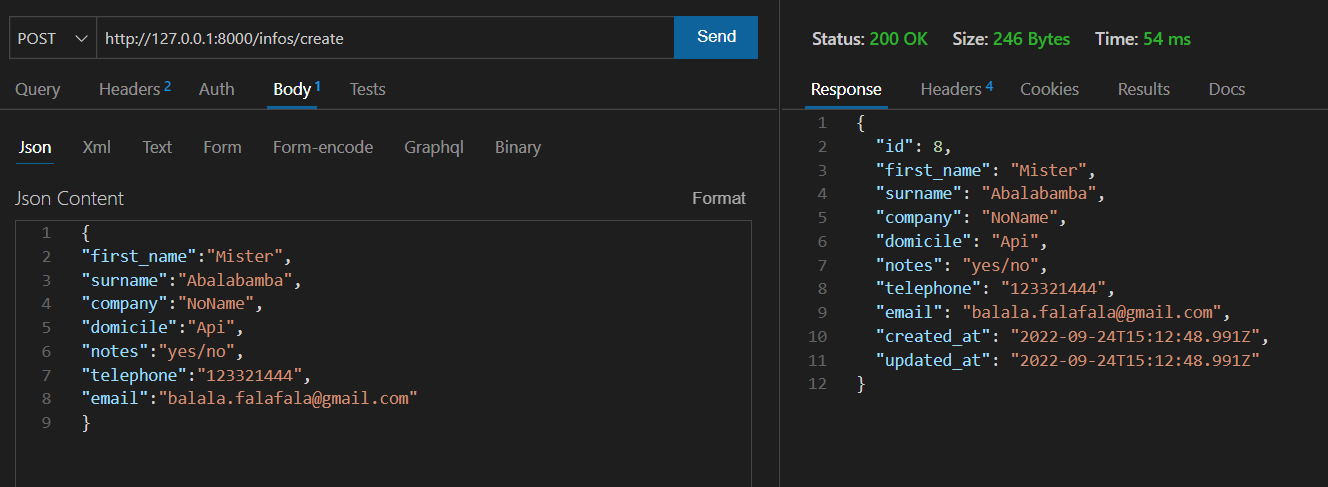 POST http://127.0.0.1:8000/infos/create Send
Query Headers 2 Auth Body 1 Tests
Json Xml Text Form Form-encode Graphql Binary
Json Content Format
1 {
2 "first_name":"Mister",
3 "surname":"Abalabamba",
4 "company":"NoName",
5 "domicile":"Api",
6 "notes":"yes/no",
7 "telephone":"123321444",
8 "email":"balala.falafala@gmail.com"
9 }
Status: 200 OK Size: 246 Bytes Time: 54 ms
Response Headers 4 Cookies Results Docs
1 {
2 "id": 8,
3 "first_name": "Mister",
4 "surname": "Abalabamba",
5 "company": "NoName",
6 "domicile": "Api",
7 "notes": "yes/no",
8 "telephone": "123321444",
9 "email": "balala.falafala@gmail.com",
10 "created_at": "2022-09-24T15:12:48.991Z",
11 "updated_at": "2022-09-24T15:12:48.991Z"
12 }